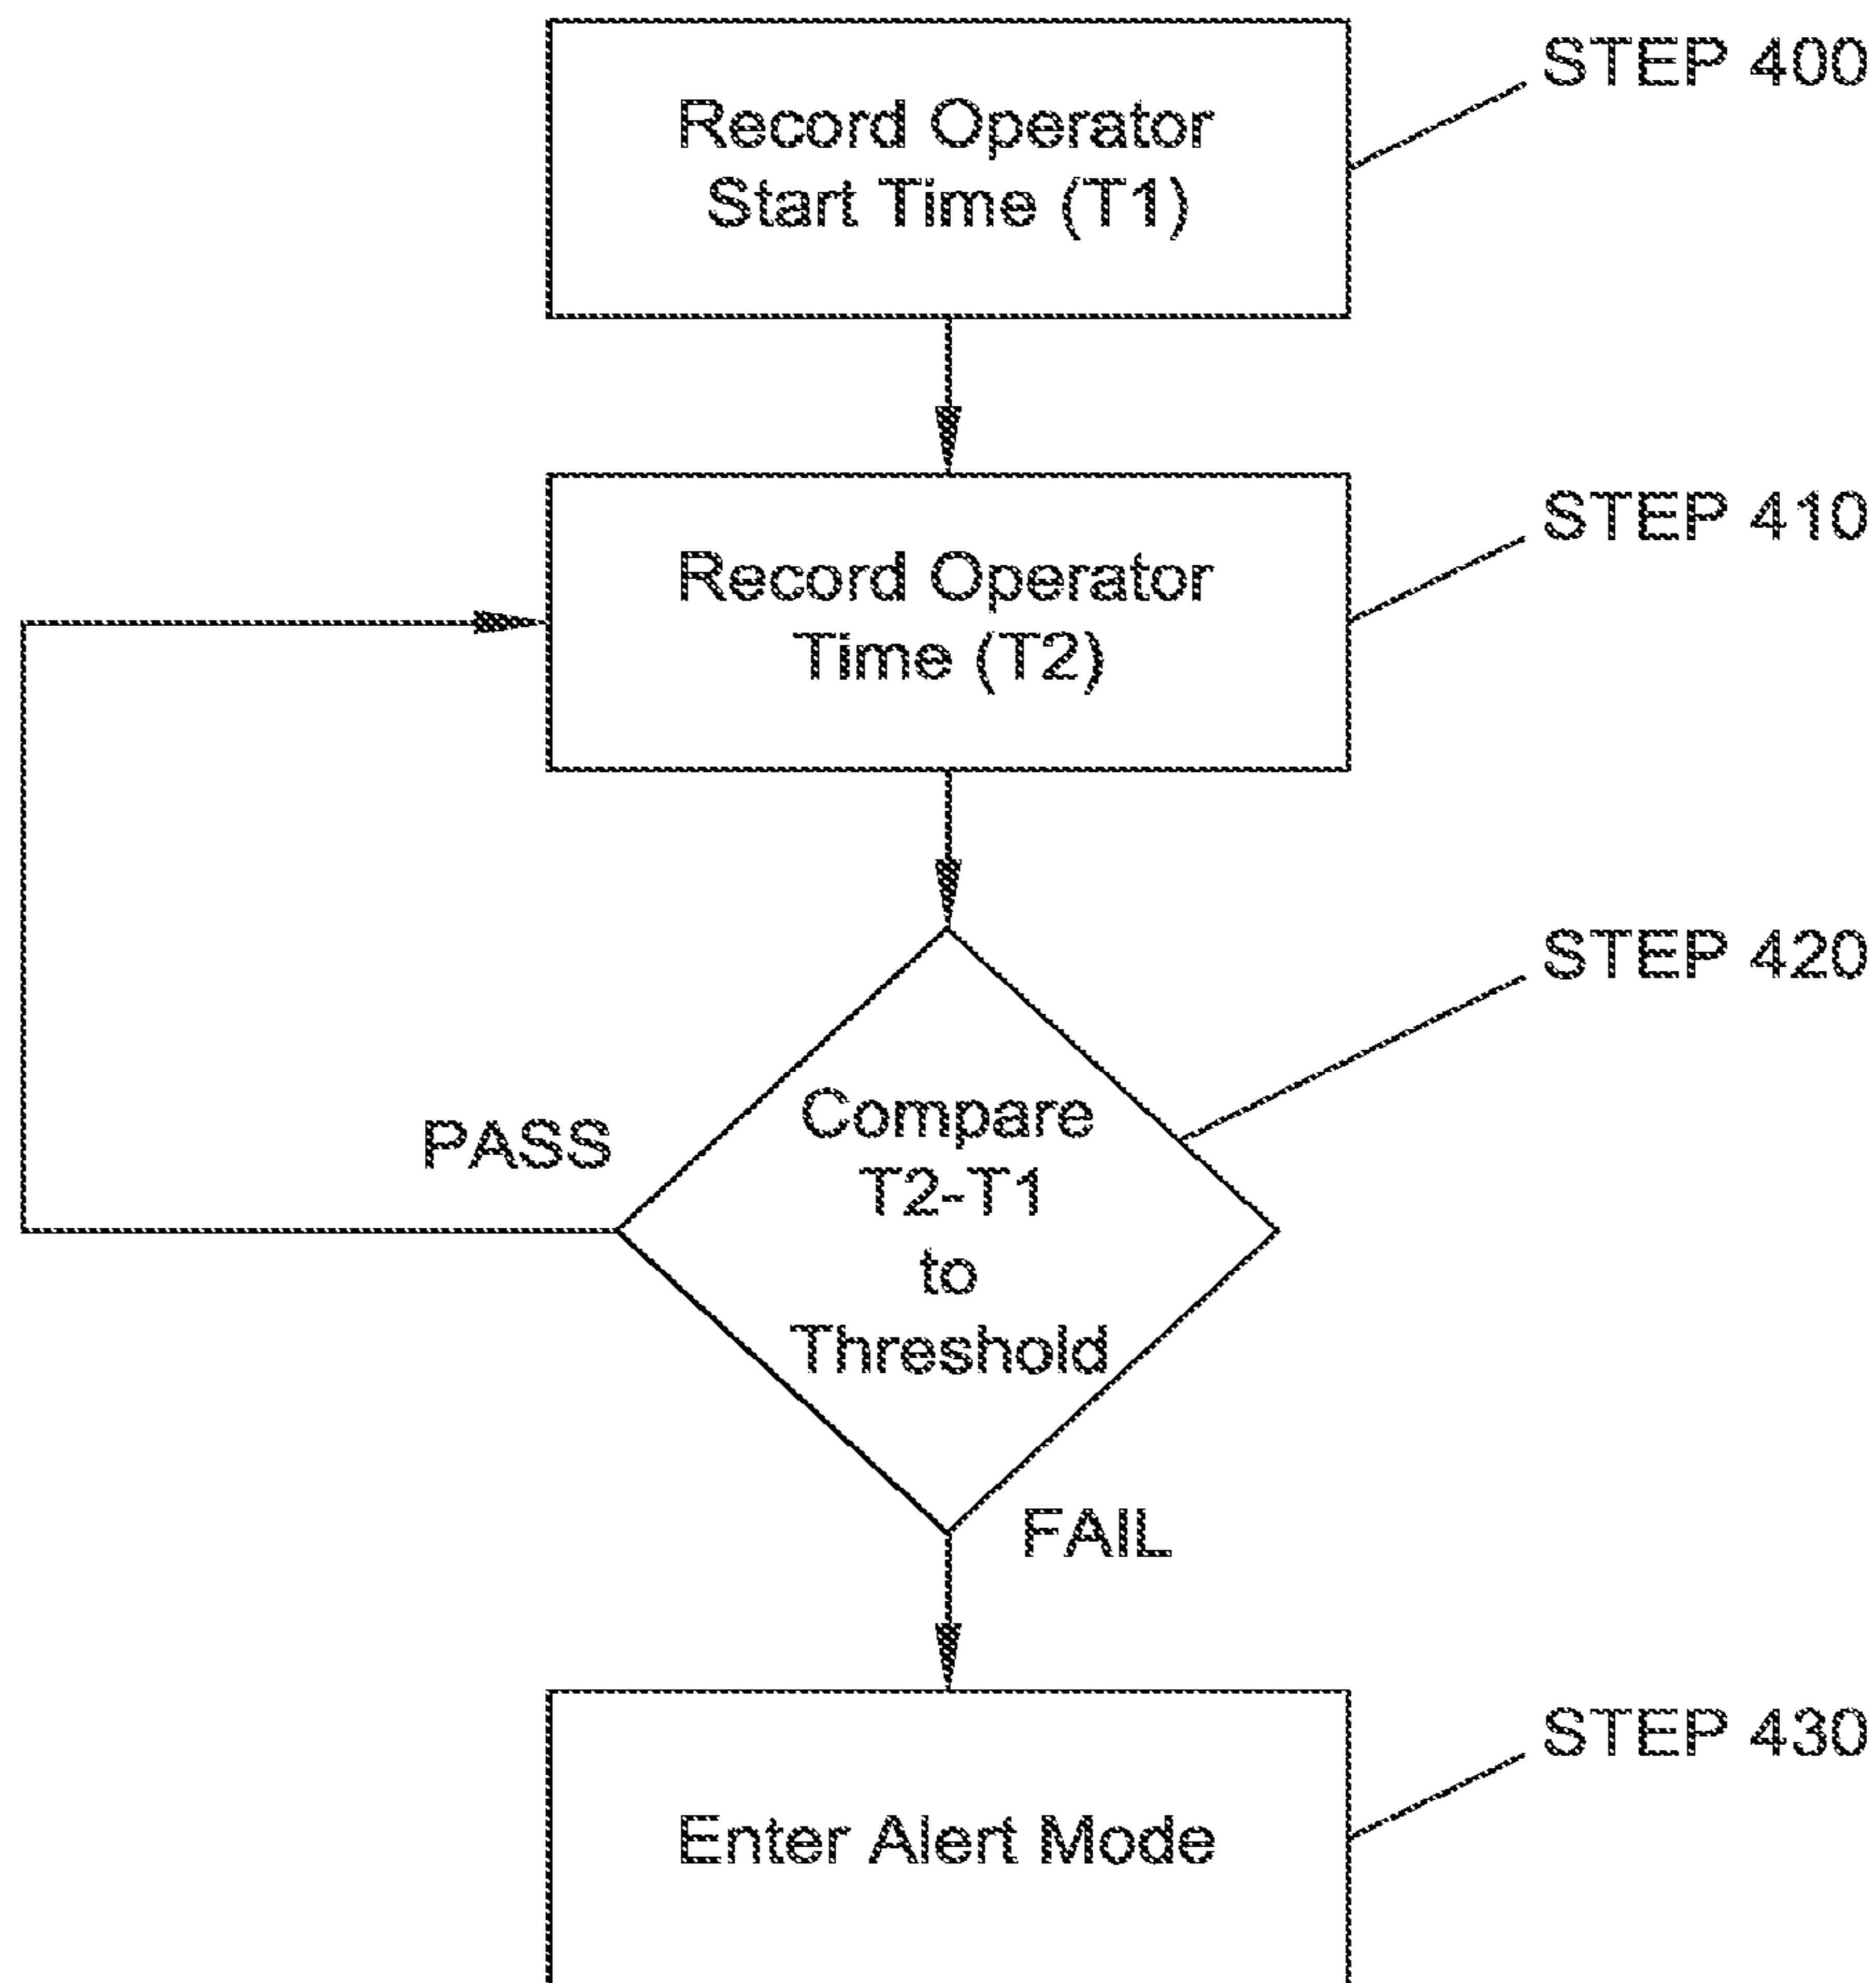 STEP 400
Record Operator
Start Time (T1)
STEP 410
Record Operator
Time (T2)
STEP 420
PASS
Compare
T2-T1
to
Threshold
FAIL
STEP 430
Enter Alert Mode